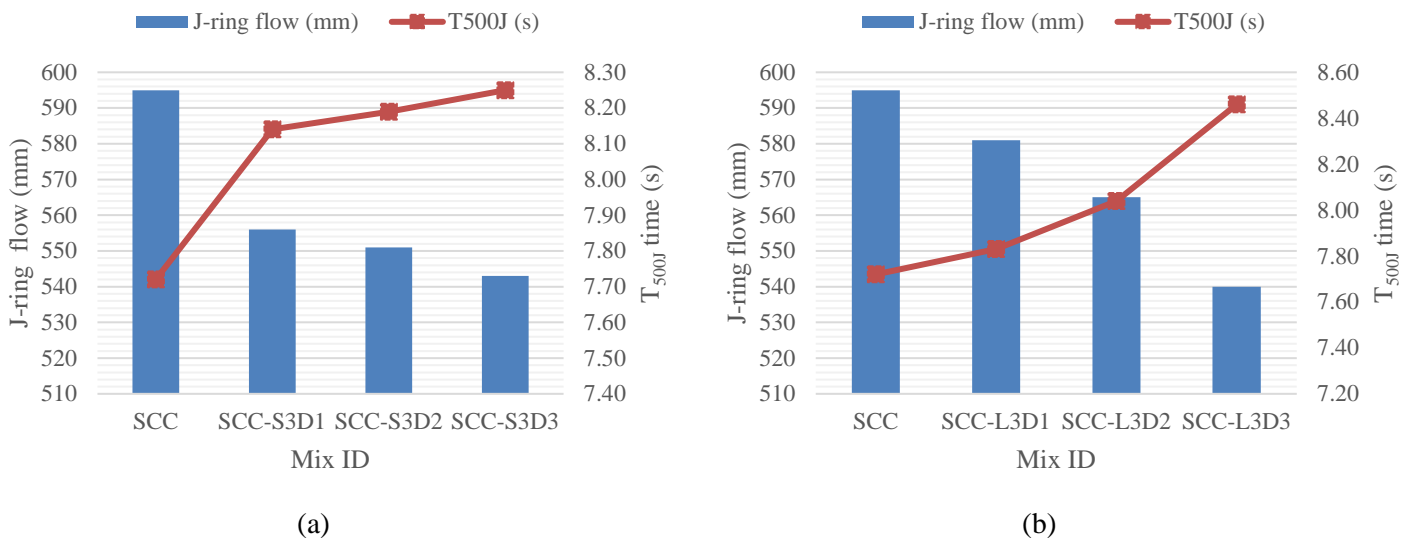 J-ring flow (mm) T500J (s)
600 8.30
590 8.20
580 8.10
570 8.00
560 7.90
550 7.80
540 7.70
530 7.60
520 7.50
510 7.40
J-ring flow (mm)
T500J time (s)
SCC SCC-S3D1 SCC-S3D2 SCC-S3D3
Mix ID
(a)
J-ring flow (mm) T500J (s)
600 8.60
590 8.40
580 8.20
570 8.00
560 7.80
550 7.60
540 7.40
530 7.20
520
510
J-ring flow (mm)
T500J time (s)
SCC SCC-L3D1 SCC-L3D2 SCC-L3D3
Mix ID
(b)